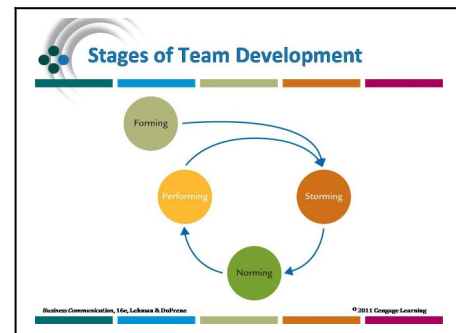 Stages of Team Development
Forming
Performing
Storming
Norming
Business Communication, 16e, Lehman & DuFrene
© 2011 Cengage Learning